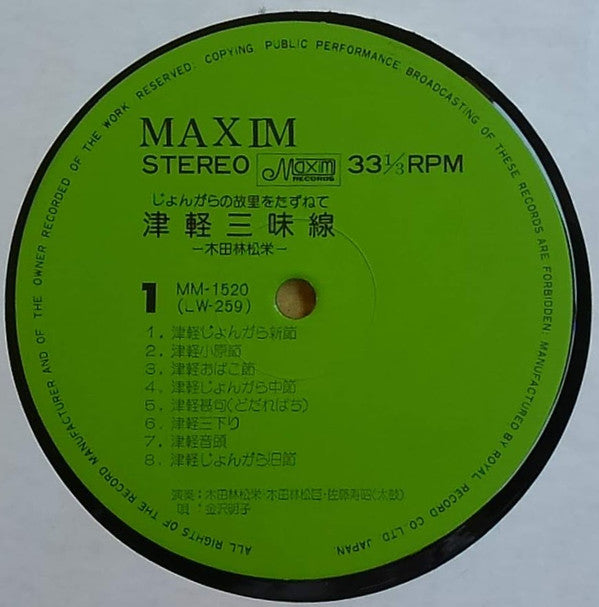 ALL RIGHTS OF THE RECORD MANUFACTURER AND OF THE OWNER RECORDED OF THE WORK RESERVED: COPYING PUBLIC PERFORMANCE BROADCASTING OF THESE RECORDS ARE FORBIDDEN. MANUFACTURED BY ROYAL RECORD CO. LTD JAPAN.
MAXIM
STEREO Maxim RECORDS 33 1/3 RPM
じょんがらの故里をたずねて
津軽三味線
ー木田林松栄ー
1 MM-1520
(LW-259)
1. 津軽じょんがら新節
2. 津軽小原節
3. 津軽おばこ節
4. 津軽じょんがら中節
5. 津軽甚句(どだればち)
6. 津軽三下り
7. 津軽音頭
8. 津軽じょんがら旧節
演奏:木田林松栄・木田林松・佐藤寿昭(太鼓)
唄 金沢明子